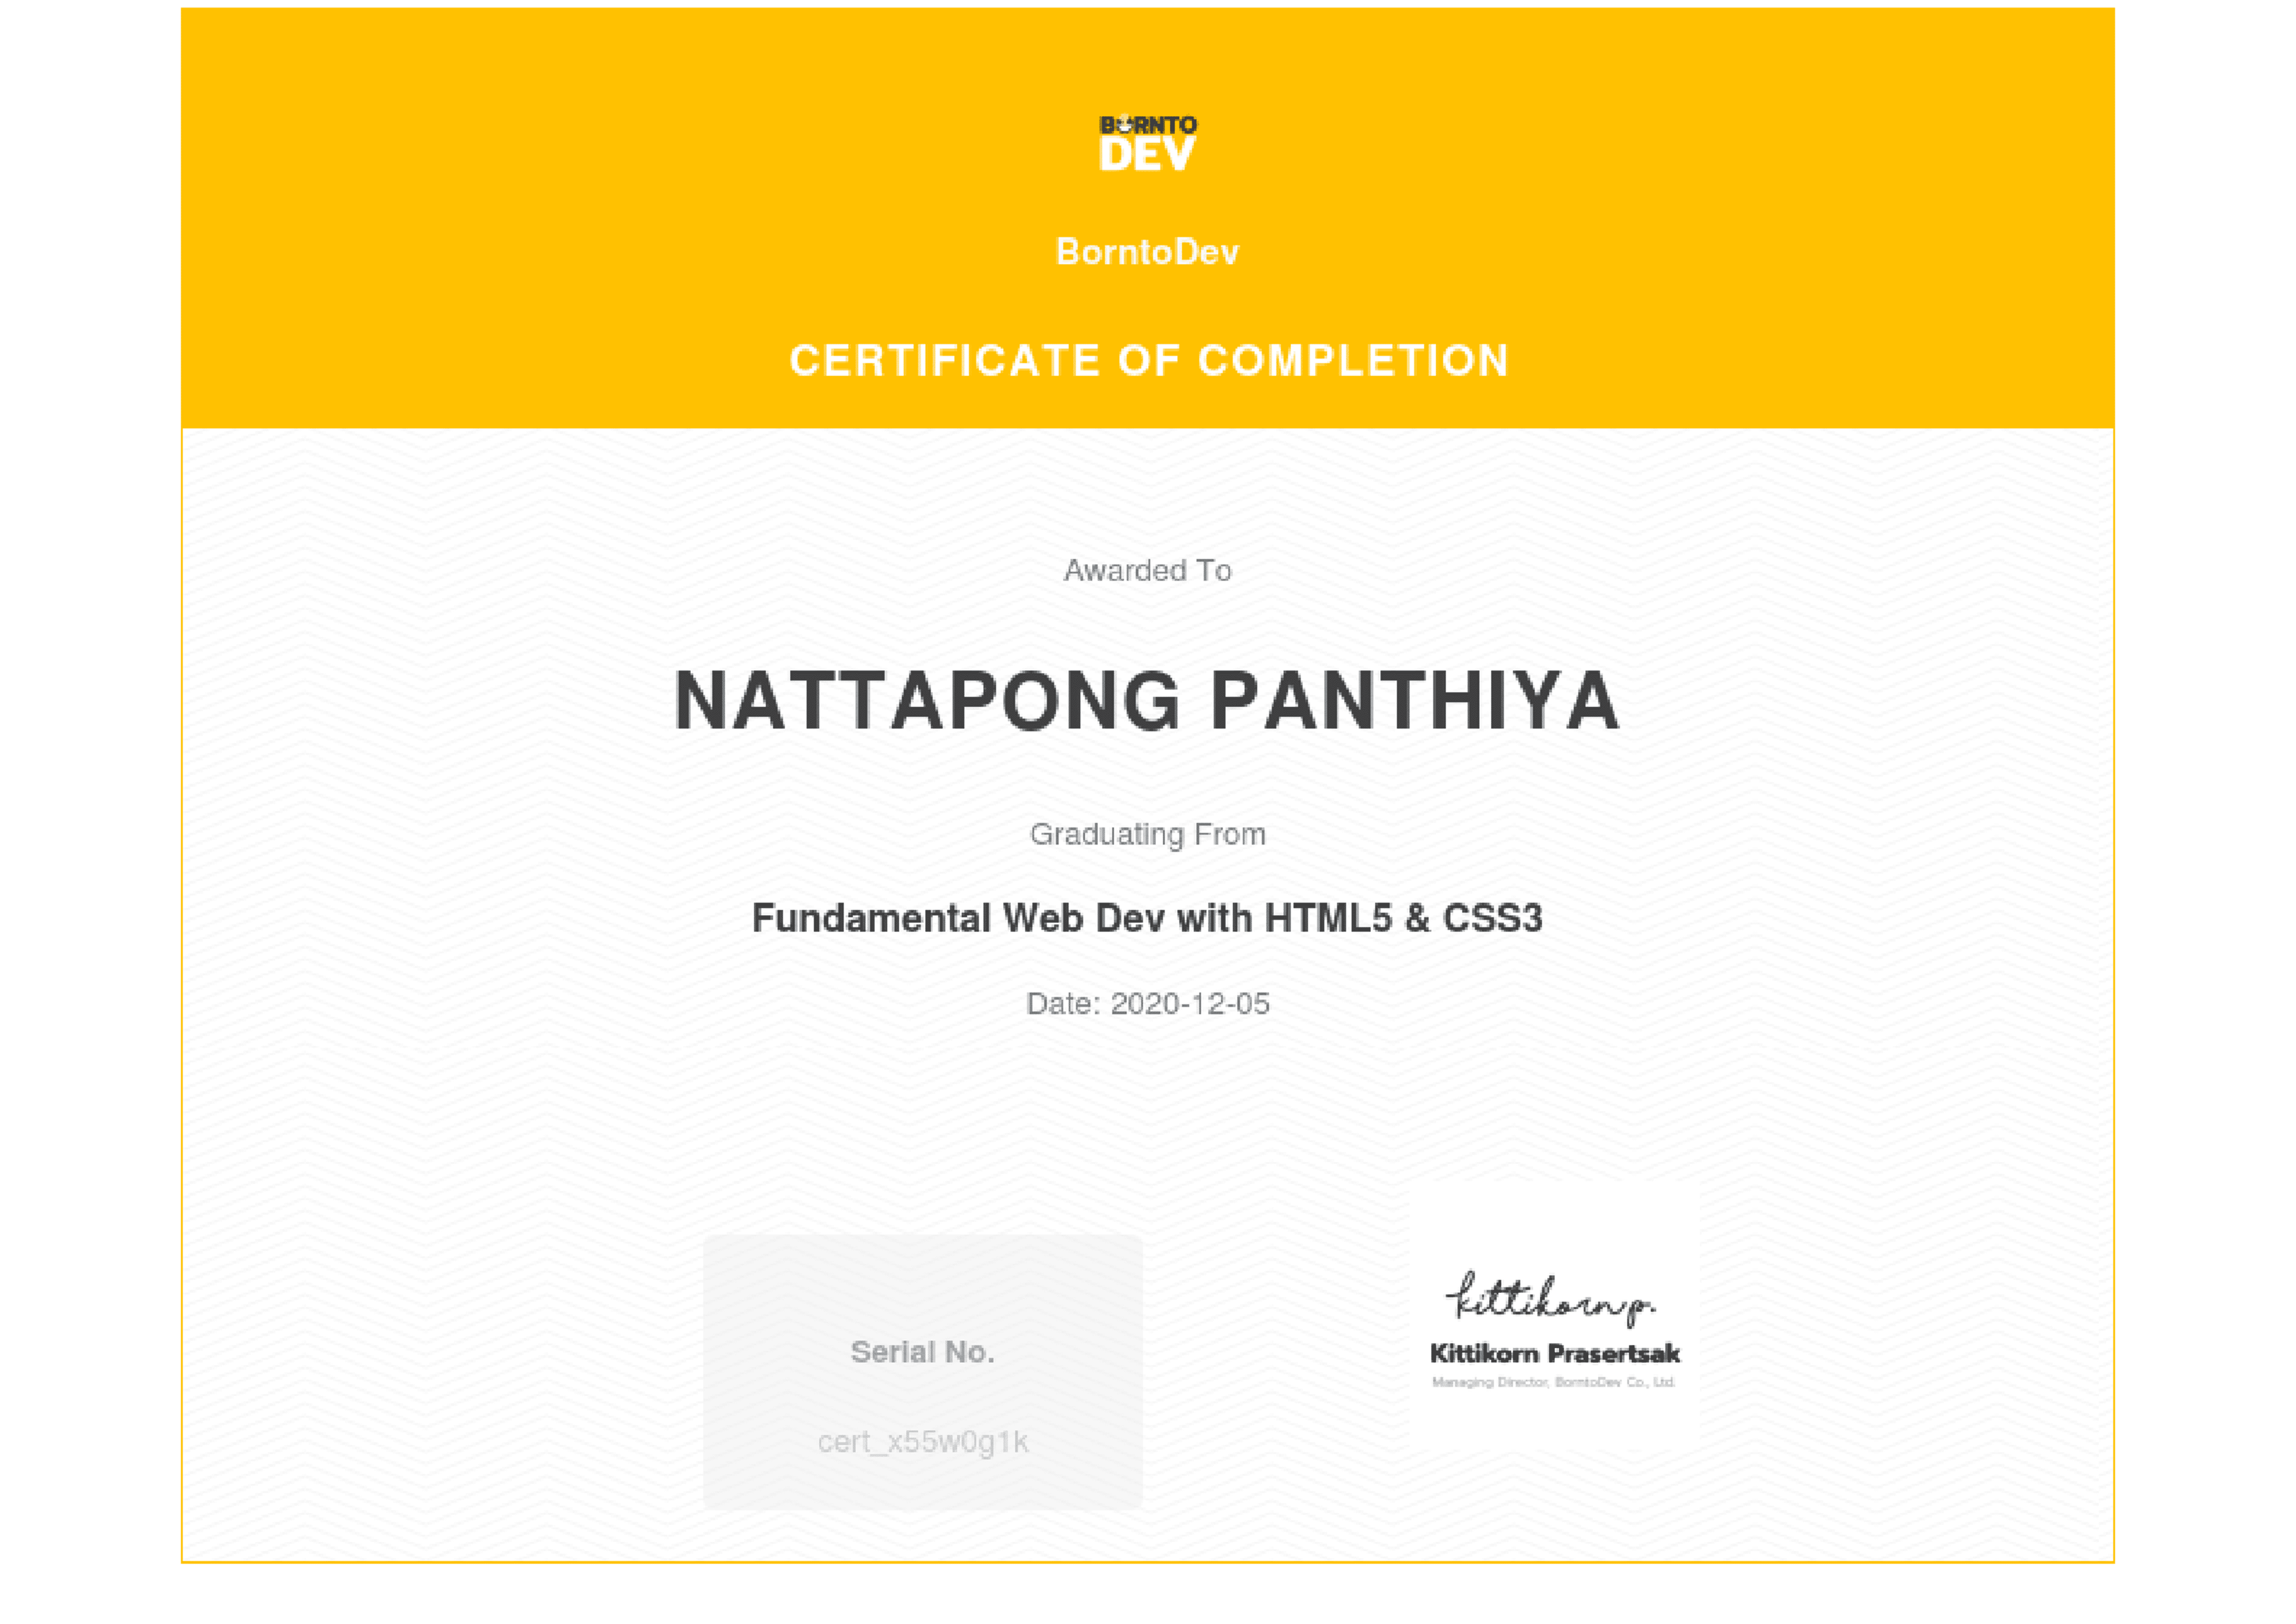 BORNTO
DEV
BorntoDev
CERTIFICATE OF COMPLETION
Awarded To
NATTAPONG PANTHIYA
Graduating From
Fundamental Web Dev with HTML5 & CSS3
Date: 2020-12-05
Serial No.
cert_x55w0g1k
kittikorn p.
Kittikorn Prasertsak
Managing Director, BorntoDev Co., Ltd.